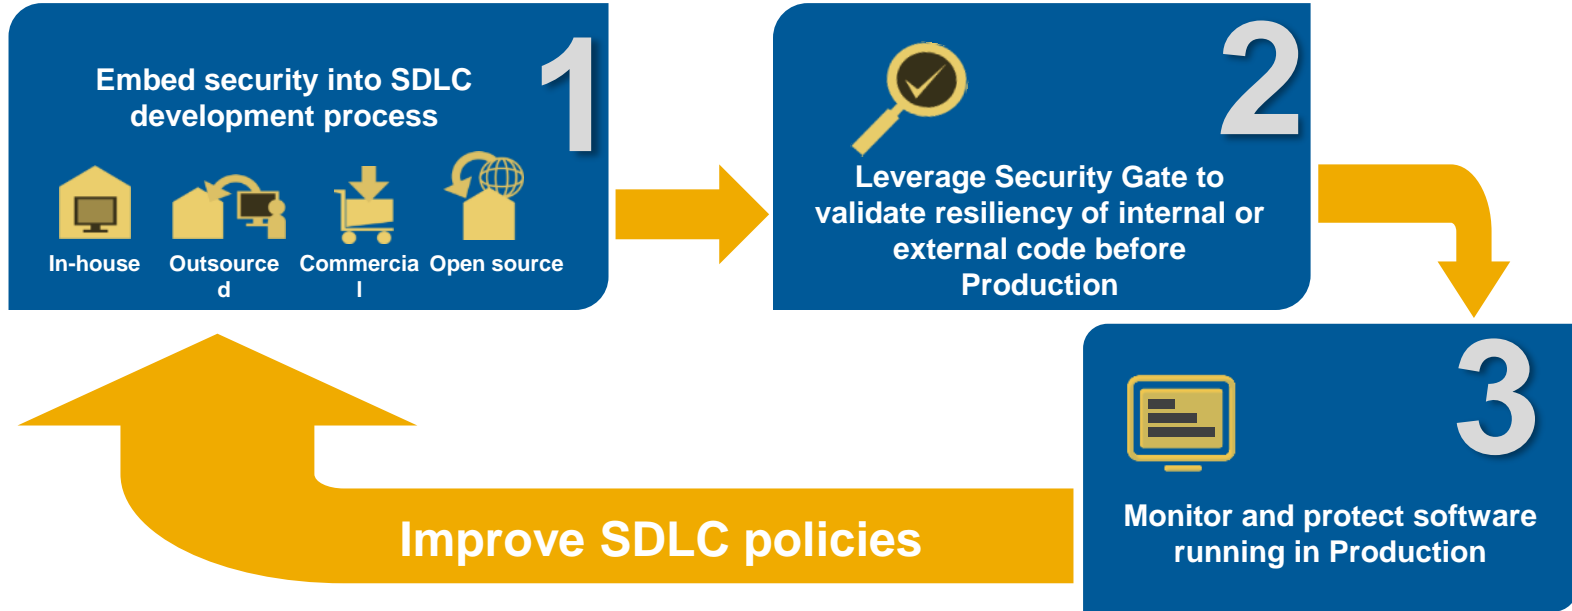 1
Embed security into SDLC
development process
In-house
Outsource
d
Commercia
l
Open source
2
Leverage Security Gate to
validate resiliency of internal or
external code before
Production
3
Monitor and protect software
running in Production
Improve SDLC policies